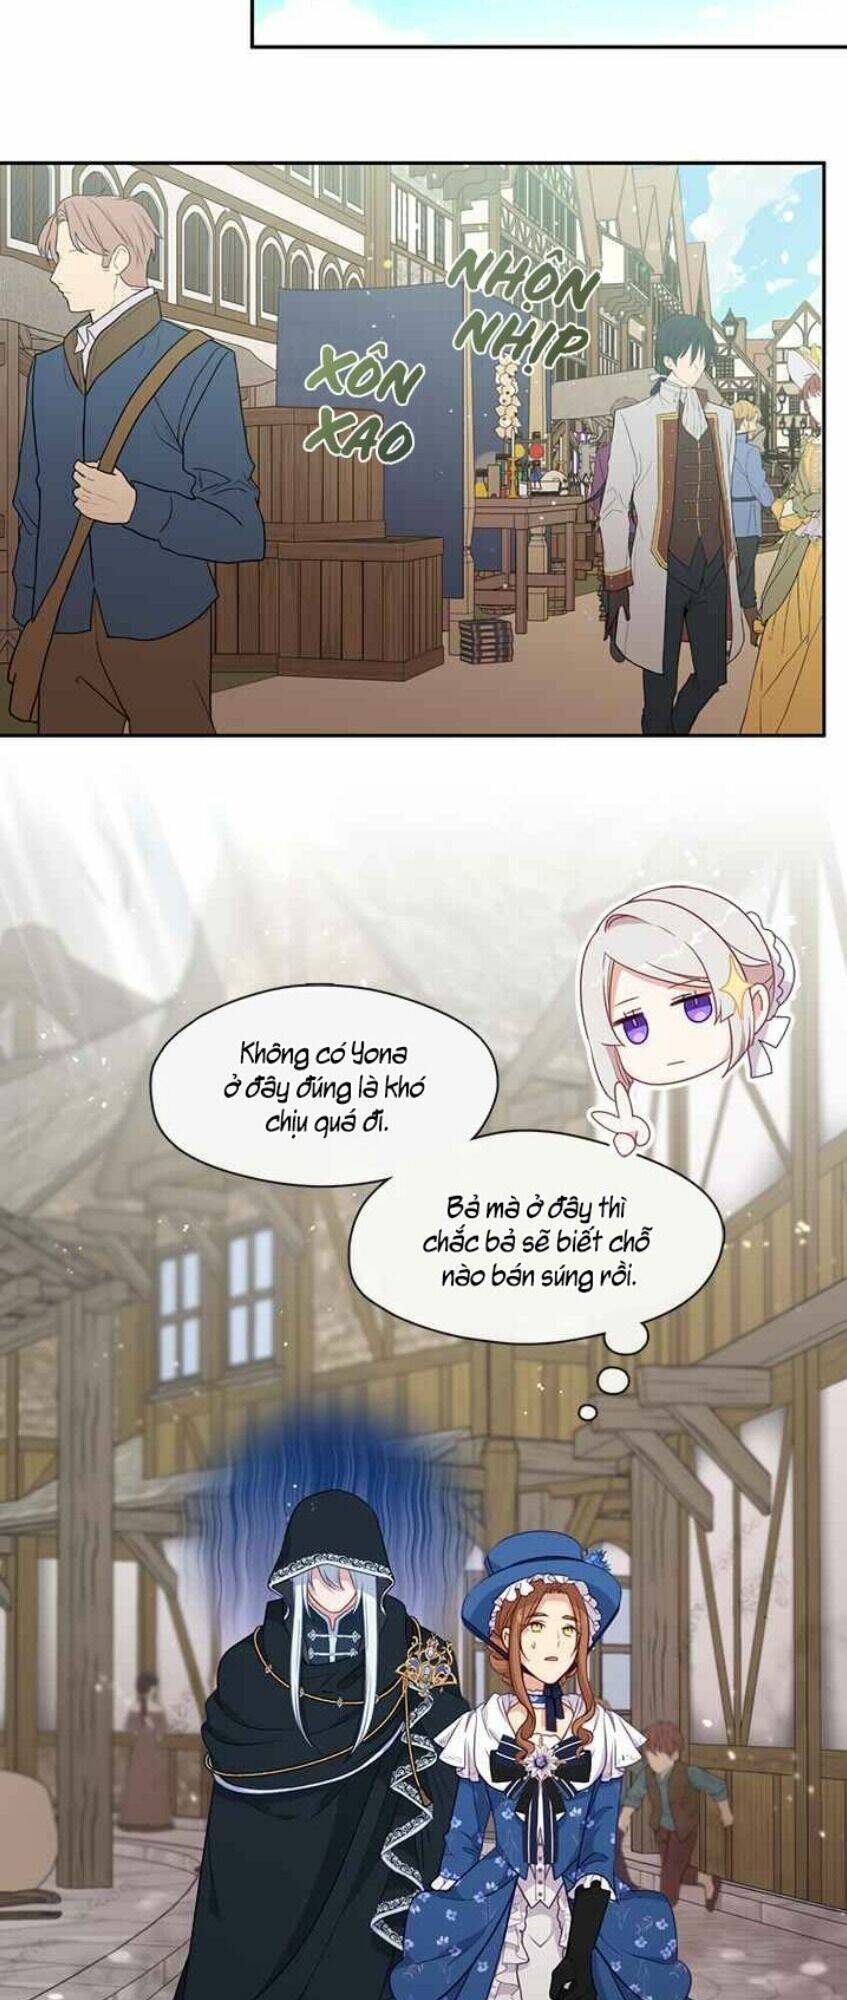 NHỘN
NHỊP
XÔN
XAO
Không có Yona
ở đây đúng là khó
chịu quá đi.
Bả mà ở đây thì
chắc bả sẽ biết chỗ
nào bán súng rồi.